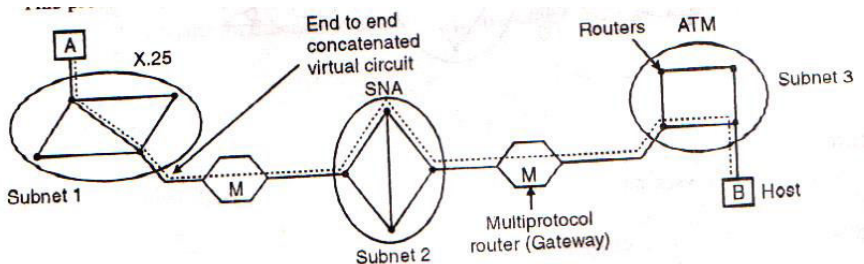 A
X.25
End to end
concatenated
virtual circuit
SNA
Routers
ATM
Subnet 3
Subnet 1
M
Subnet 2
M
Multiprotocol
router (Gateway)
B
Host